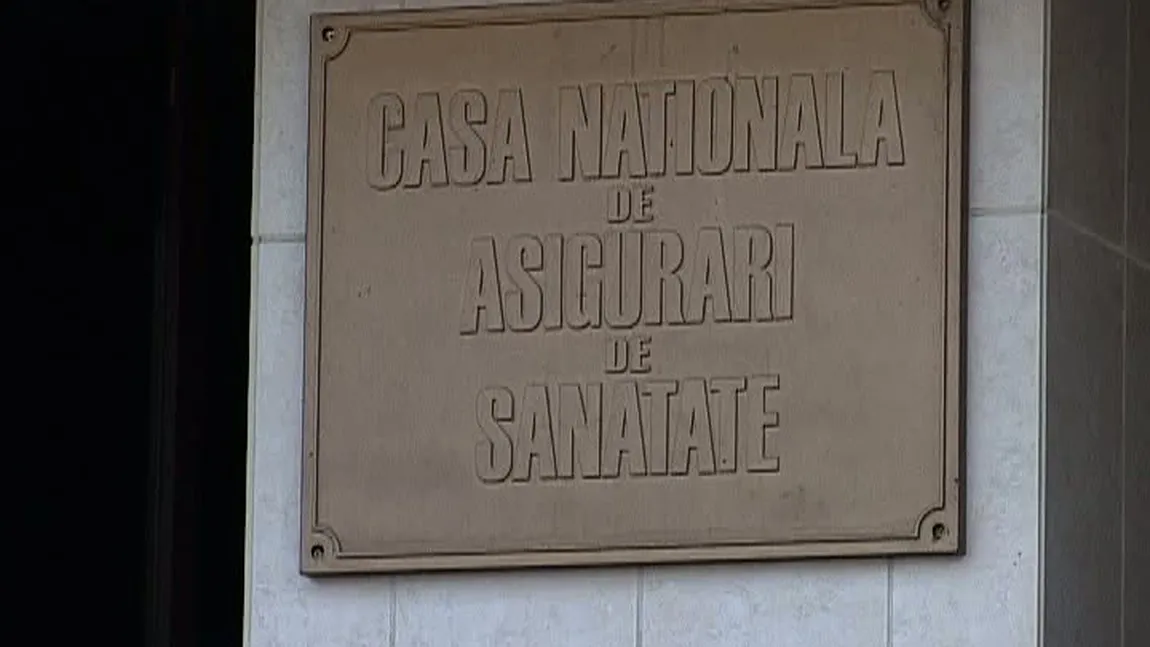 CASA NATIONALA
DE
ASIGURARI
DE
SANATATE